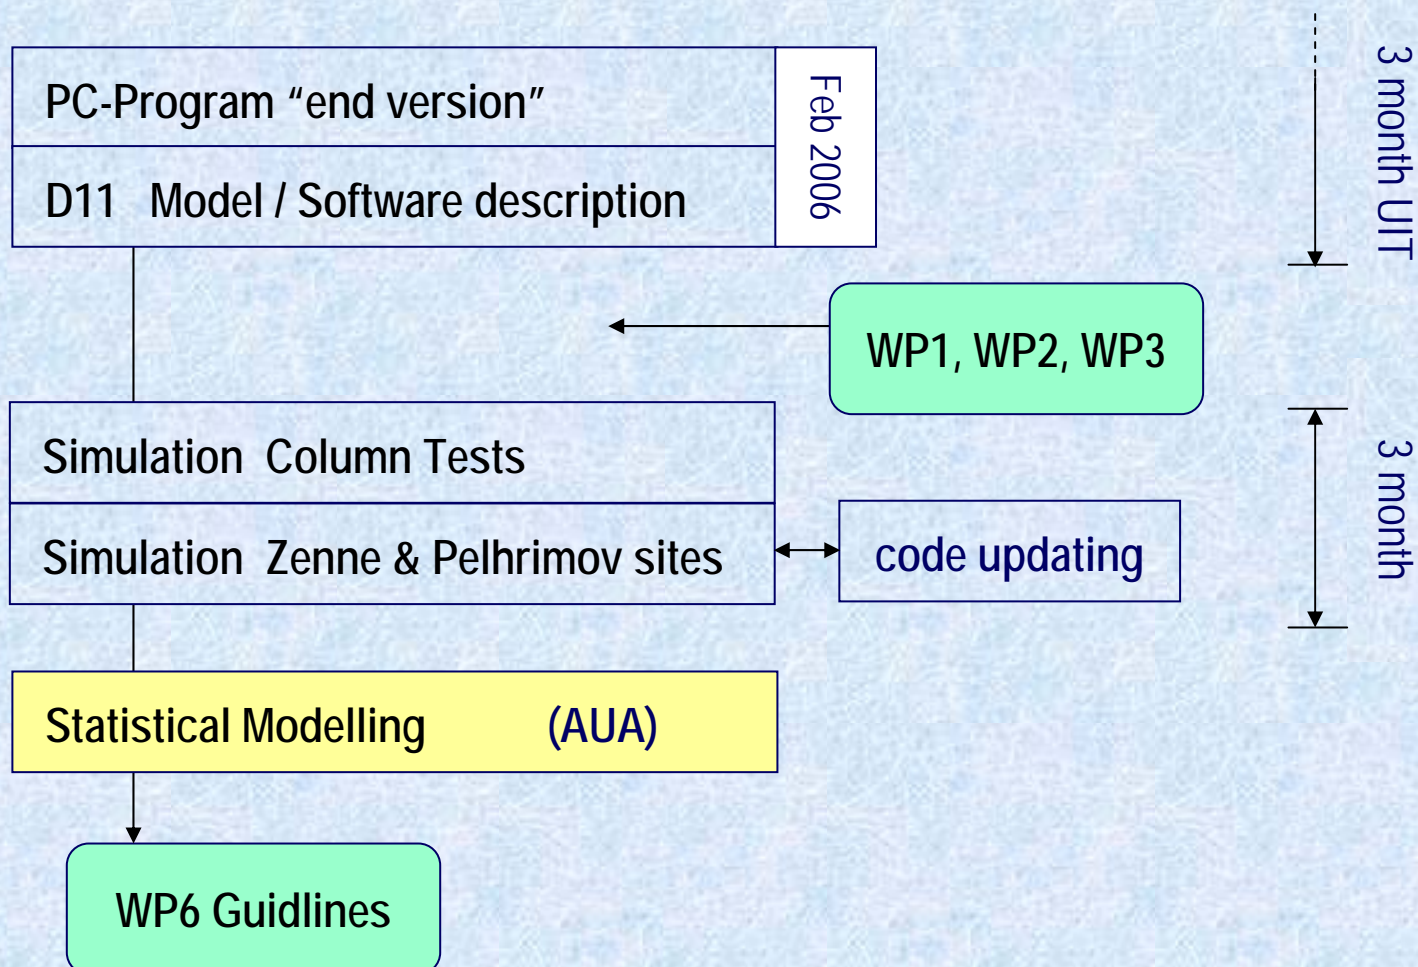 PC-Program “end version”
D11 Model / Software description
Feb 2006
3 month UIT
WP1, WP2, WP3
Simulation Column Tests
Simulation Zenne & Pelhrimov sites
code updating
3 month
Statistical Modelling (AUA)
WP6 Guidlines